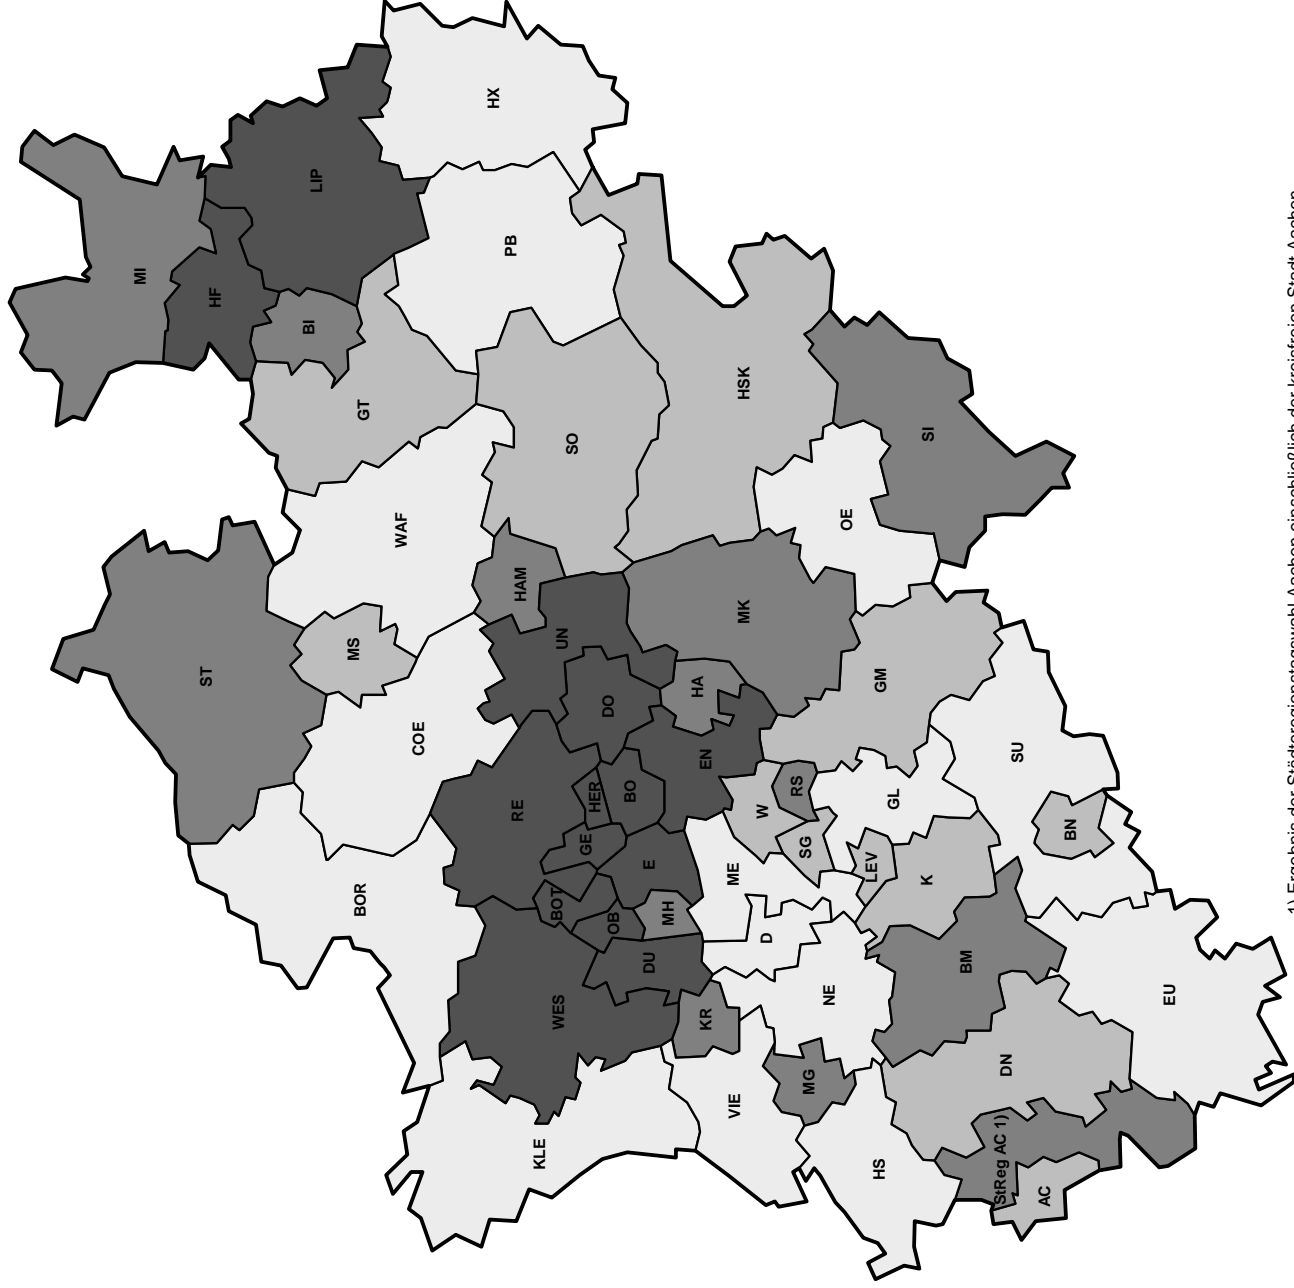 HX
LIP
MI
HF
BI
PB
GT
SO
HSK
SI
WAF
OE
HAM
MK
UN
MS
ST
HA
GM
DO
COE
EN
SU
RS
W
HER
BO
RE
GL
BN
SG
GE
E
LEV
K
ME
BOR
BOT
OB
MH
D
DU
BM
WES
NE
KR
EU
DN
MG
VIE
KLE
HS
StReg AC 1)
AC
1) Ergebnis der Städteregionstagswahl Aachen einschließlich der kreisfreien Stadt Aachen